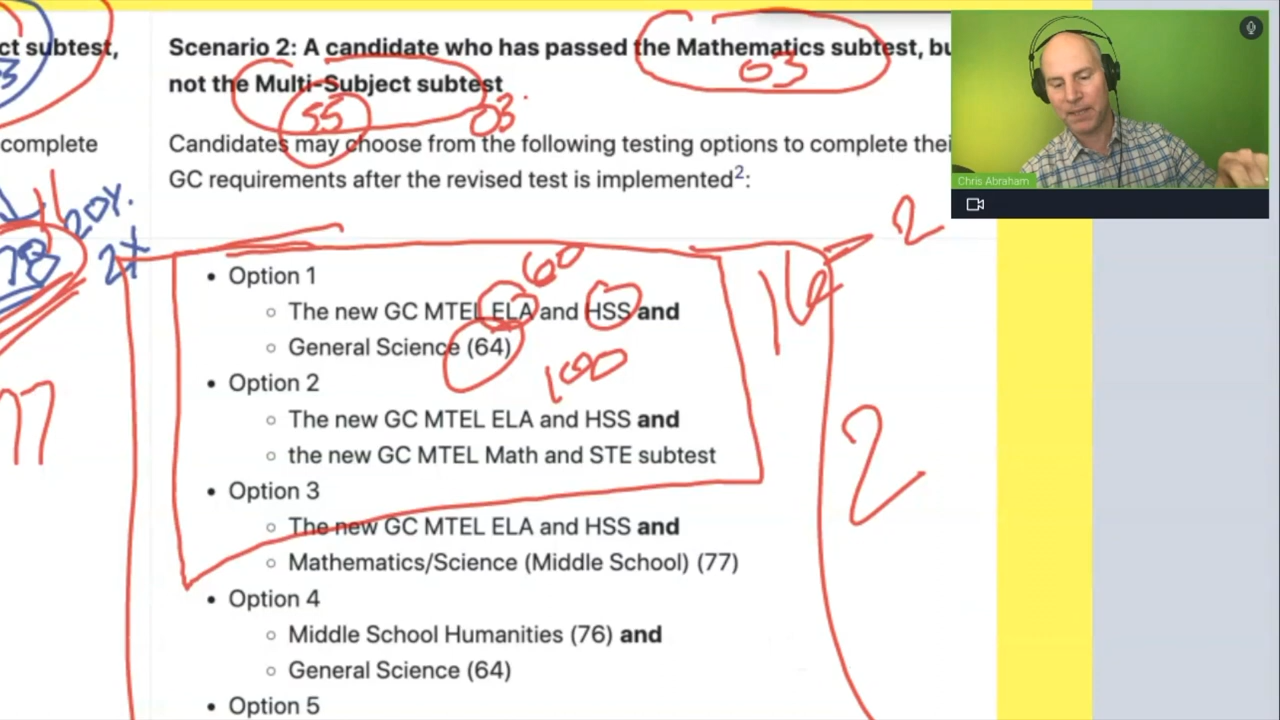 ct subtest,
3
complete
20%
78
2x
77
Scenario 2: A candidate who has passed the Mathematics subtest, bu
03
not the Multi-Subject subtest
55
03
Candidates may choose from the following testing options to complete thei
GC requirements after the revised test is implemented2:
2
• Option 1
60
16
◦ The new GC MTEL ELA and HSS and
◦ General Science (64)
100
• Option 2
◦ The new GC MTEL ELA and HSS and
◦ the new GC MTEL Math and STE subtest
2
• Option 3
◦ The new GC MTEL ELA and HSS and
◦ Mathematics/Science (Middle School) (77)
• Option 4
◦ Middle School Humanities (76) and
◦ General Science (64)
• Option 5
Chris Abraham